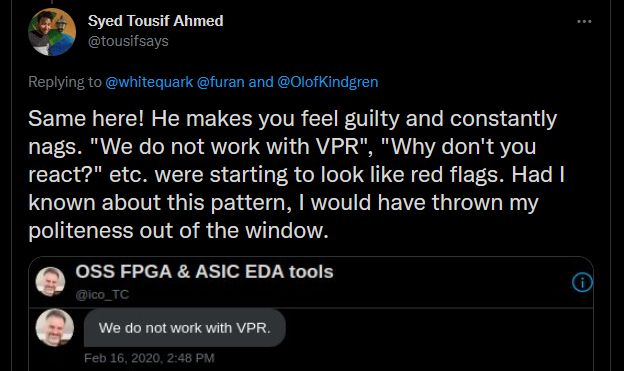 Syed Tousif Ahmed
@tousifsays
Replying to @whitequark @furan and @OlofKindgren
Same here! He makes you feel guilty and constantly
nags. "We do not work with VPR", "Why don't you
react?" etc. were starting to look like red flags. Had I
known about this pattern, I would have thrown my
politeness out of the window.
OSS FPGA & ASIC EDA tools
@ico_TC
We do not work with VPR.
Feb 16, 2020, 2:48 PM